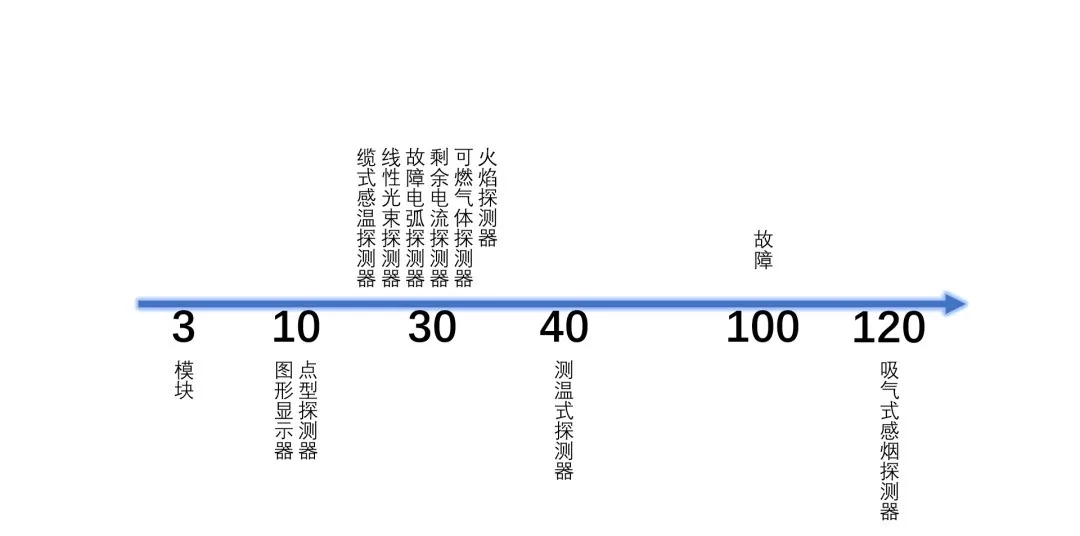 缆式感温探测器
线性光束探测器
故障电弧探测器
剩余电流探测器
可燃气体探测器
火焰探测器
故障
3
10
30
40
100
120
模块
图形显示器
点型探测器
测温式探测器
吸气式感烟探测器